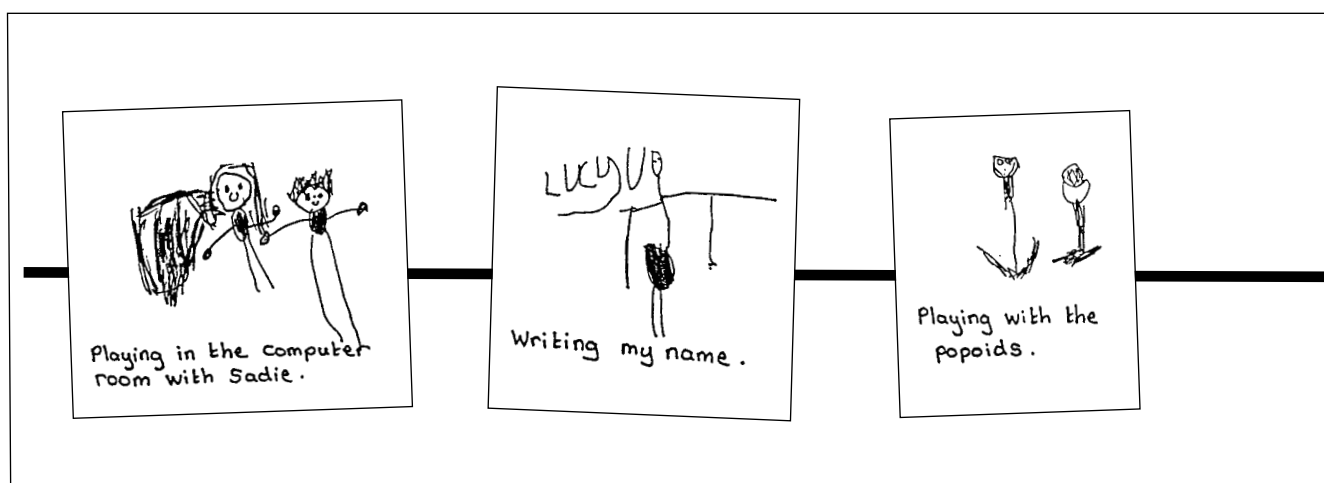 Playing in the computer
room with Sadie.
LUCY
Writing my name.
Playing with the
popoids.